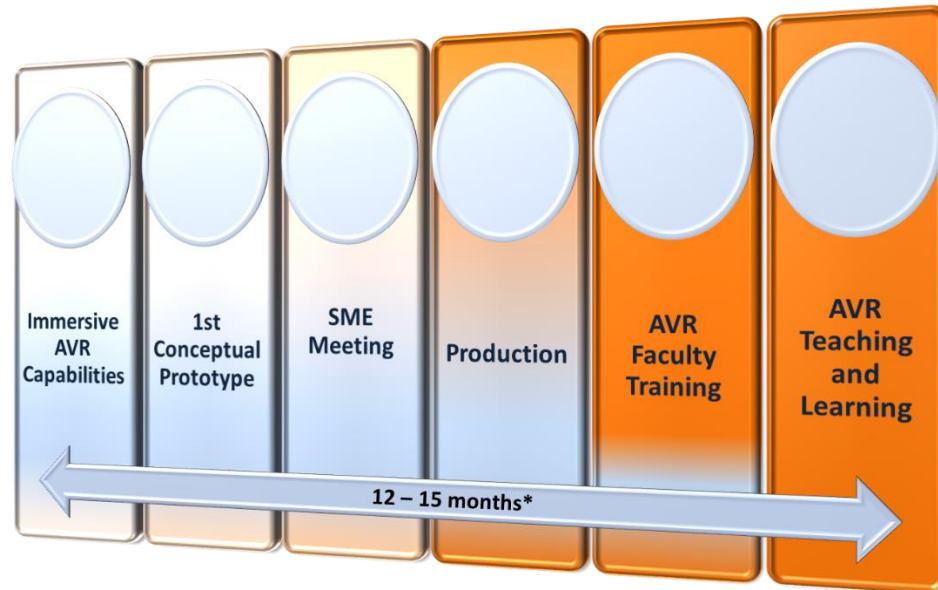 Immersive
AVR
Capabilities
1st
Conceptual
Prototype
SME
Meeting
Production
AVR
Faculty
Training
AVR
Teaching
and
Learning
12 – 15 months*